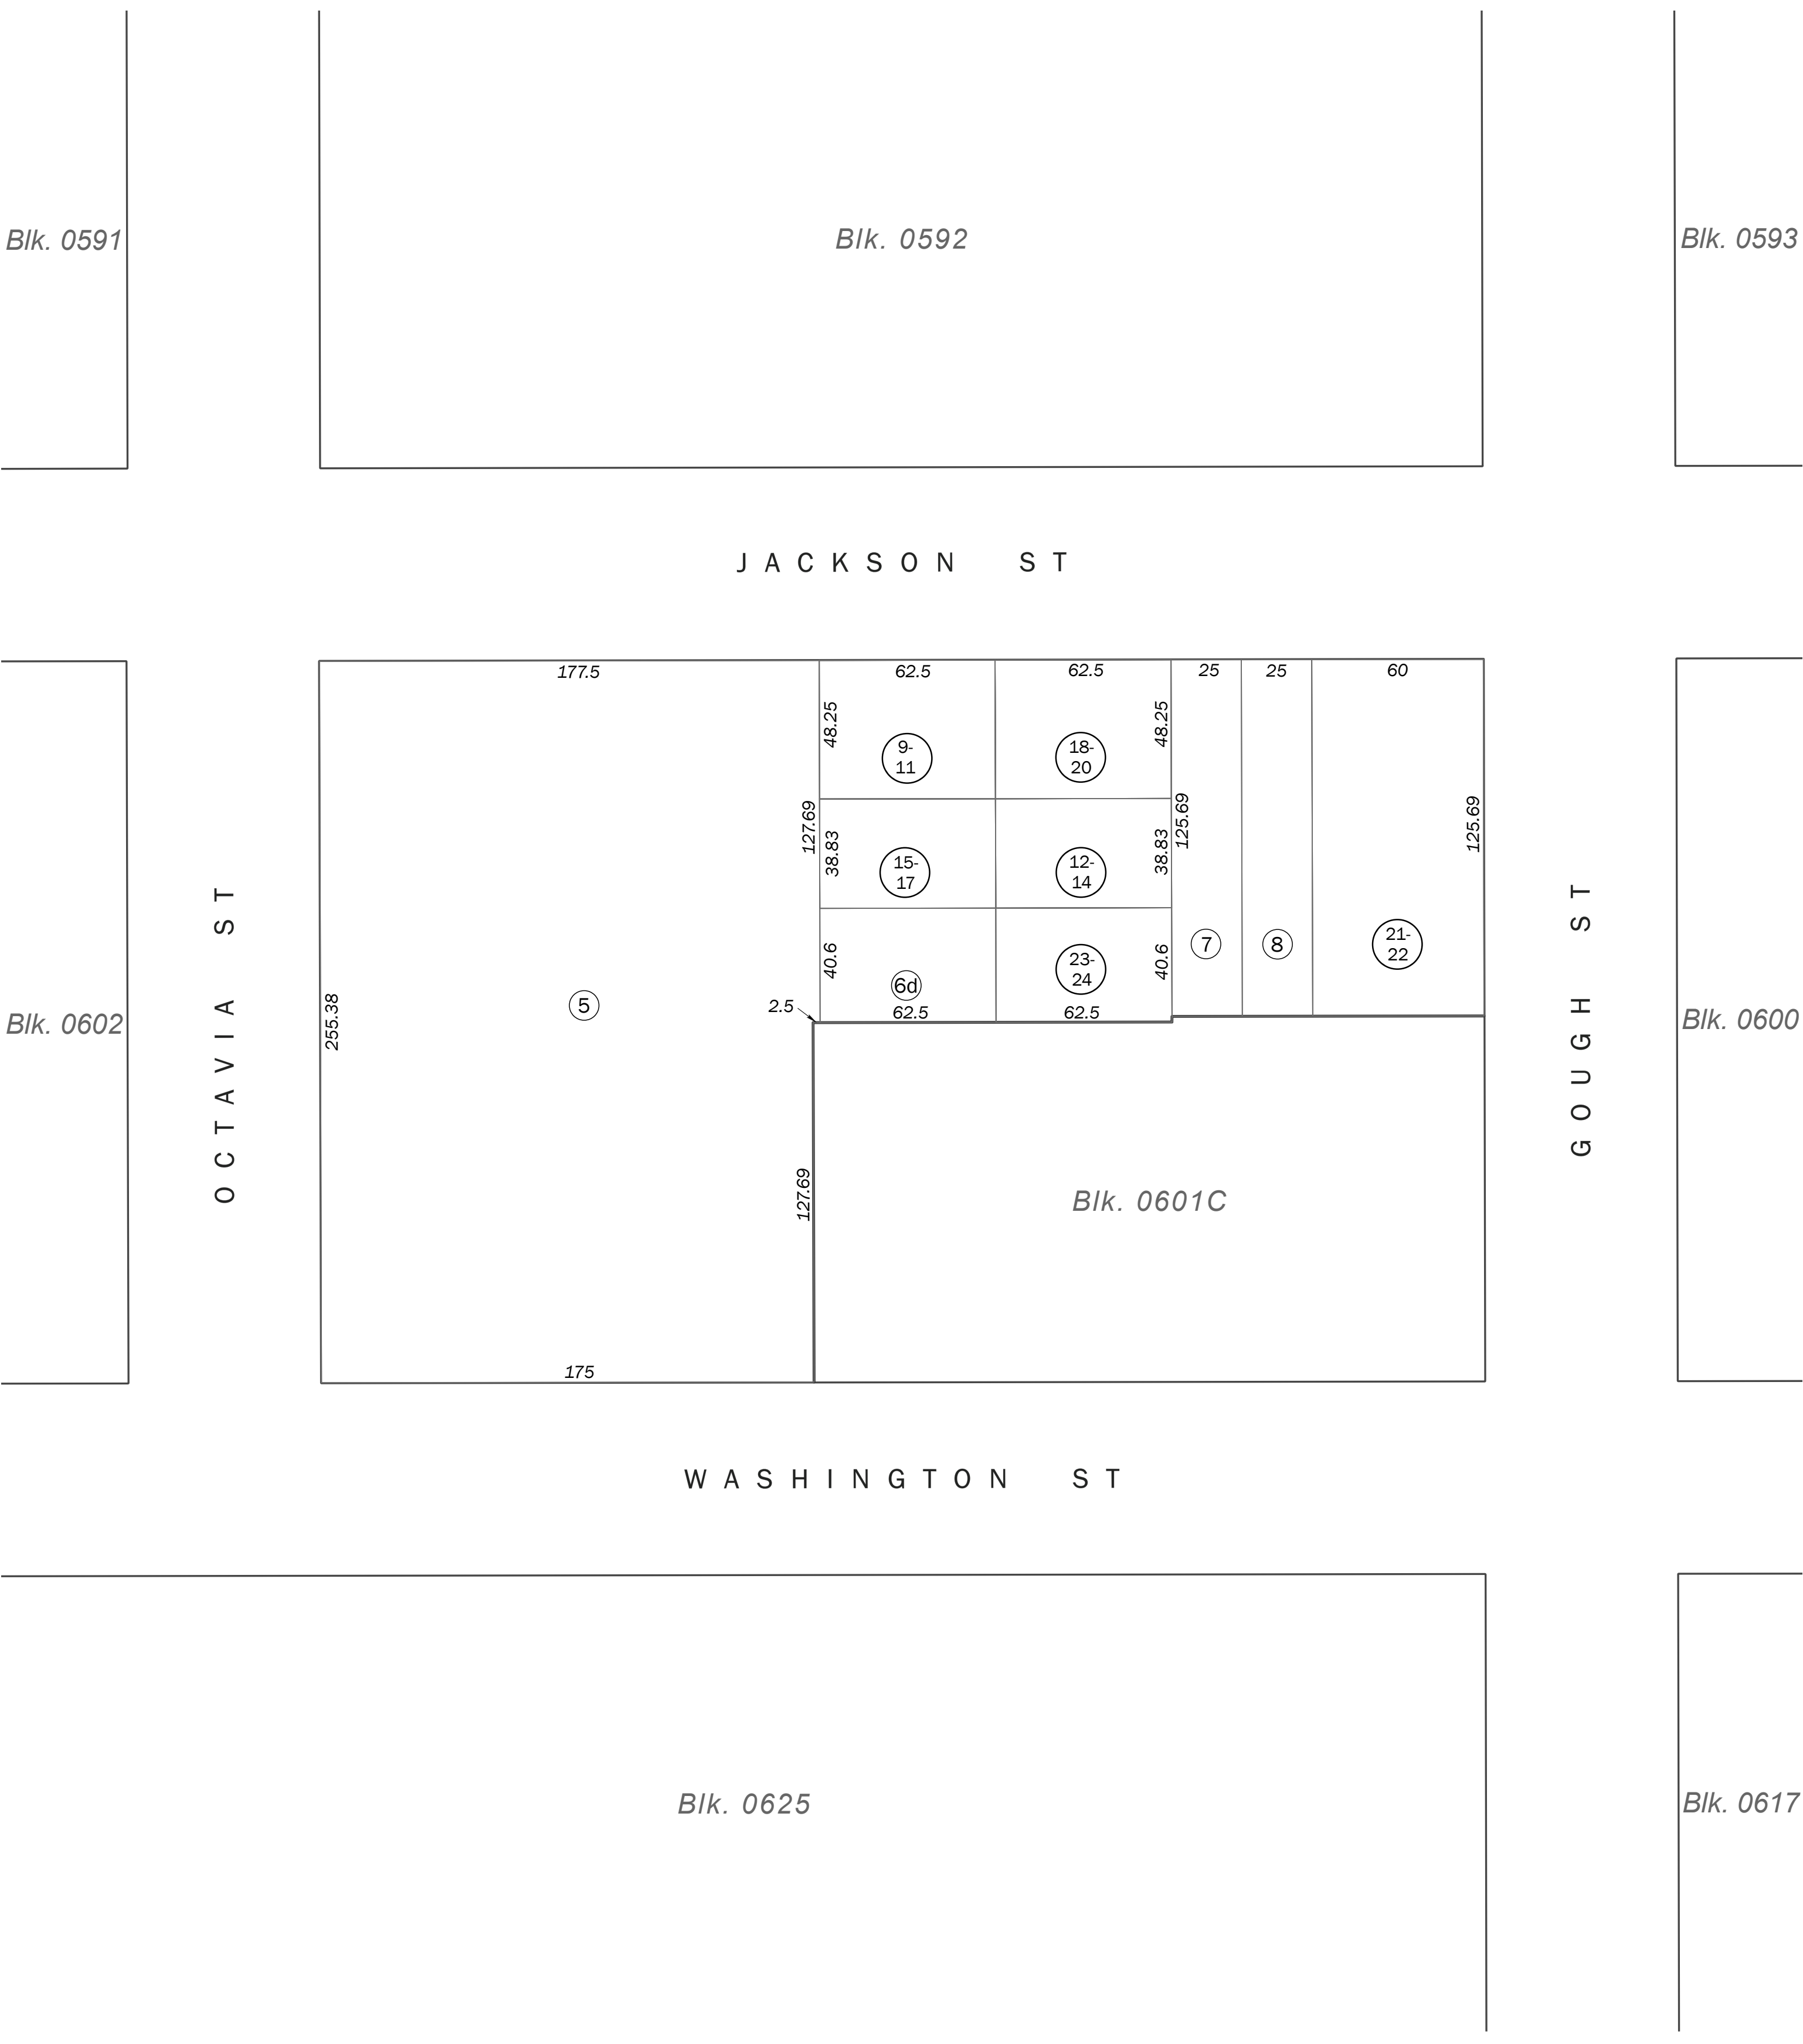 Blk. 0591
Blk. 0592
Blk. 0593
JACKSON ST
177.5
62.5
62.5
25
25
60
48.25
48.25
9-
11
18-
20
127.69
38.83
38.83
125.69
125.69
15-
17
12-
14
OCTAVIA ST
GOUGH ST
40.6
40.6
7
8
21-
22
6d
23-
24
5
2.5
62.5
62.5
255.38
Blk. 0602
Blk. 0600
127.69
Blk. 0601C
175
WASHINGTON ST
Blk. 0625
Blk. 0617